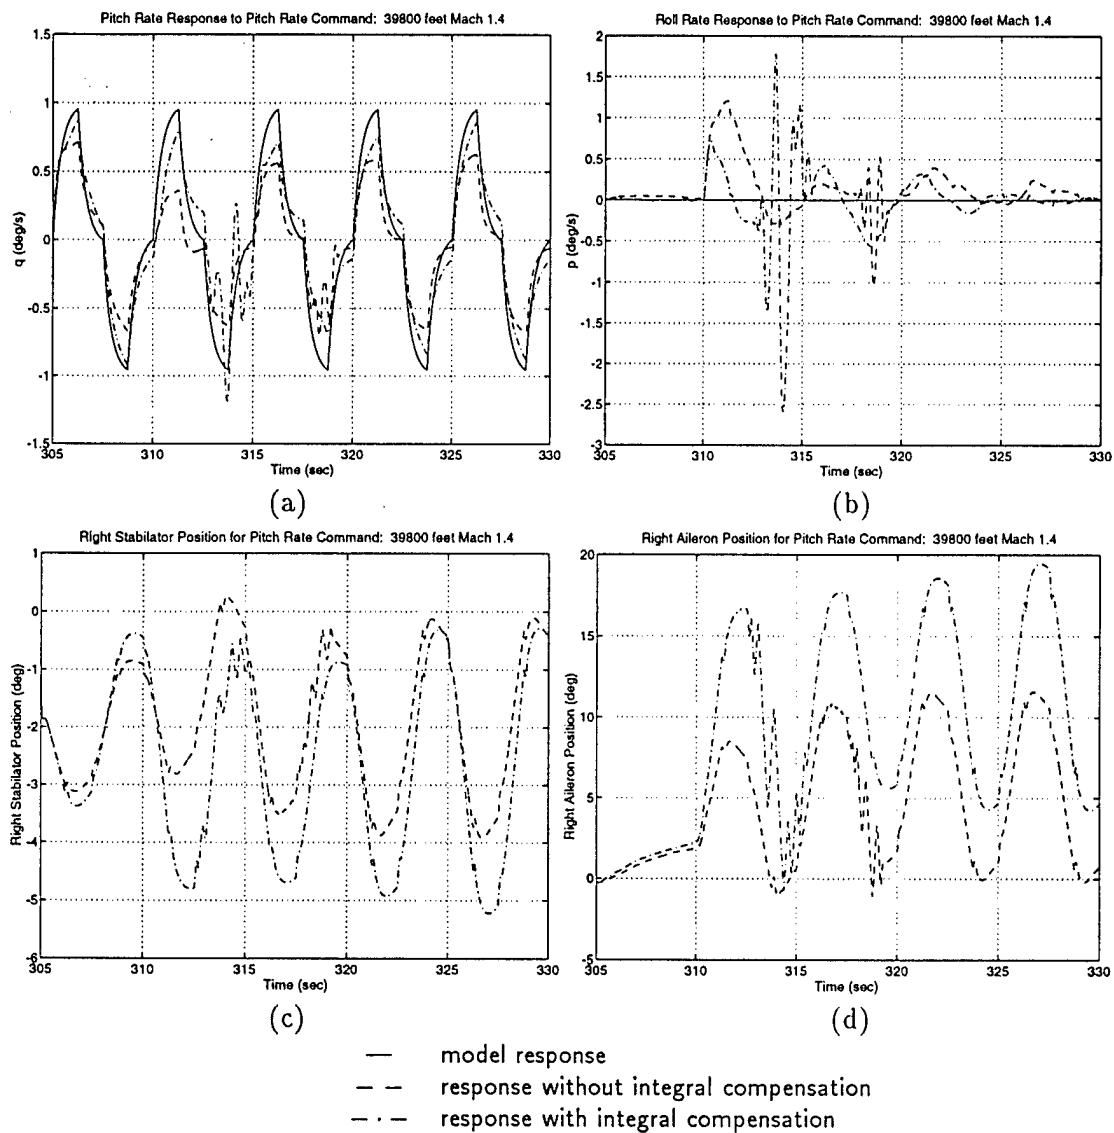 Pitch Rate Response to Pitch Rate Command: 39800 feet Mach 1.4
1.5
1
0.5
0
-0.5
-1
-1.5
q (deg/s)
305
310
315
320
325
330
Time (sec)
(a)
Roll Rate Response to Pitch Rate Command: 39800 feet Mach 1.4
2
1.5
1
0.5
0
-0.5
-1
-1.5
-2
-2.5
-3
p (deg/s)
305
310
315
320
325
330
Time (sec)
(b)
Right Stabilator Position for Pitch Rate Command: 39800 feet Mach 1.4
1
0
-1
-2
-3
-4
-5
-6
Right Stabilator Position (deg)
305
310
315
320
325
330
Time (sec)
(c)
Right Aileron Position for Pitch Rate Command: 39800 feet Mach 1.4
20
15
10
5
0
-5
Right Aileron Position (deg)
305
310
315
320
325
330
Time (sec)
(d)
model response
response without integral compensation
response with integral compensation